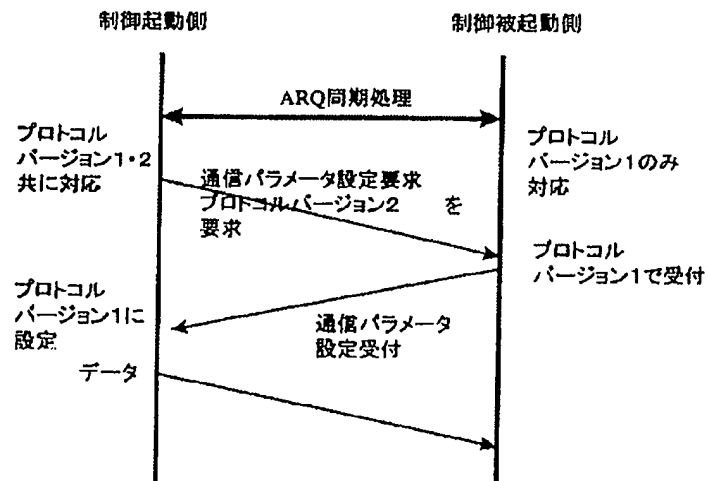 制御起動側
制御被起動側
ARQ同期処理
プロトコル
バージョン1・2
共に対応
プロトコル
バージョン1のみ
対応
通信パラメータ設定要求
プロトコルバージョン2 を
要求
プロトコル
バージョン1で受付
プロトコル
バージョン1に
設定
通信パラメータ
設定受付
データ